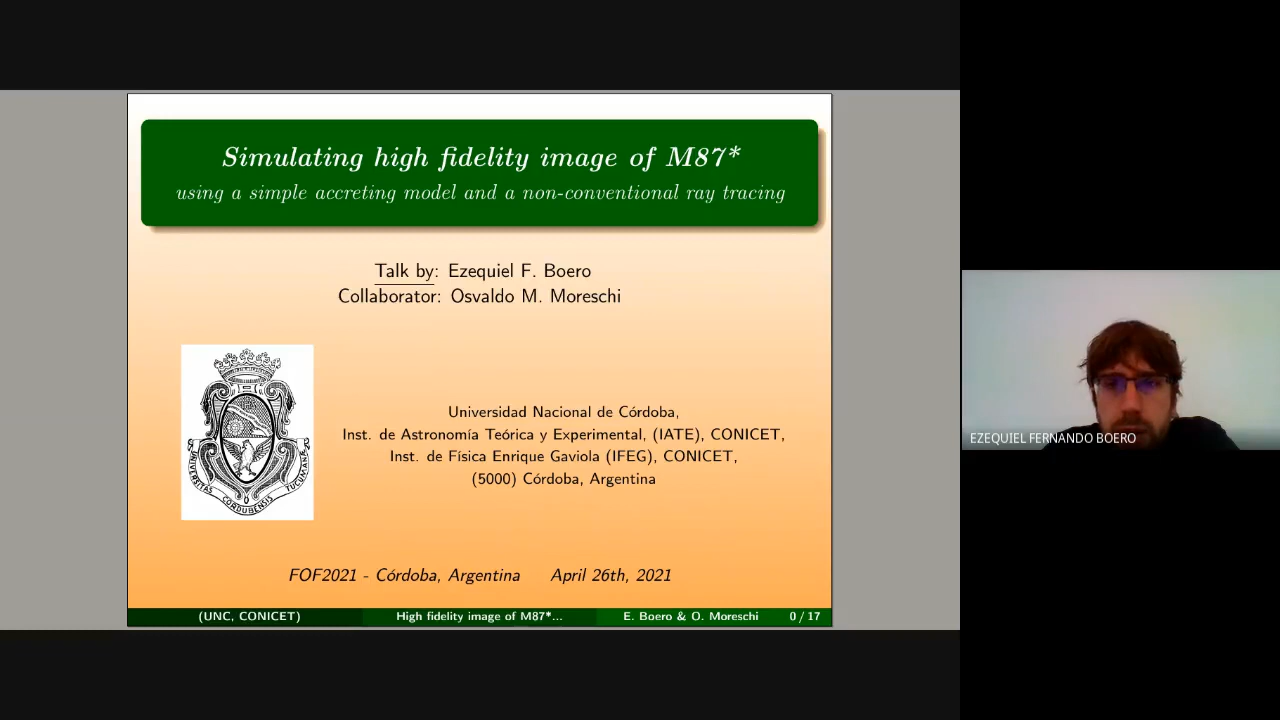 Simulating high fidelity image of M87*
using a simple accreting model and a non-conventional ray tracing
Talk by: Ezequiel F. Boero
Collaborator: Osvaldo M. Moreschi
UNIVERSITAS CORDUBENSIS TUCUMANAE
Universidad Nacional de Córdoba,
Inst. de Astronomía Teórica y Experimental, (IATE), CONICET,
Inst. de Física Enrique Gaviola (IFEG), CONICET,
(5000) Córdoba, Argentina
FOF2021 - Córdoba, Argentina April 26th, 2021
(UNC, CONICET) High fidelity image of M87*... E. Boero & O. Moreschi 0 / 17
EZEQUIEL FERNANDO BOERO